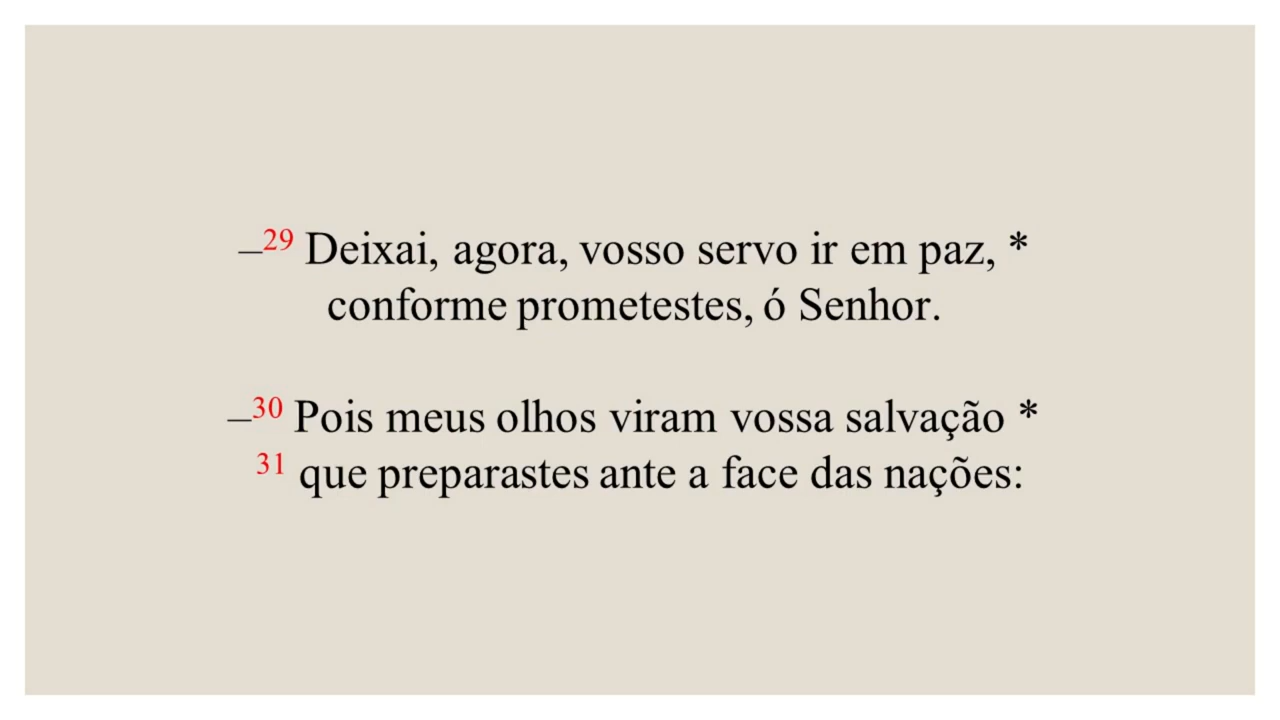 –29 Deixai, agora, vosso servo ir em paz, *
conforme prometestes, ó Senhor.
–30 Pois meus olhos viram vossa salvação *
31 que preparastes ante a face das nações: